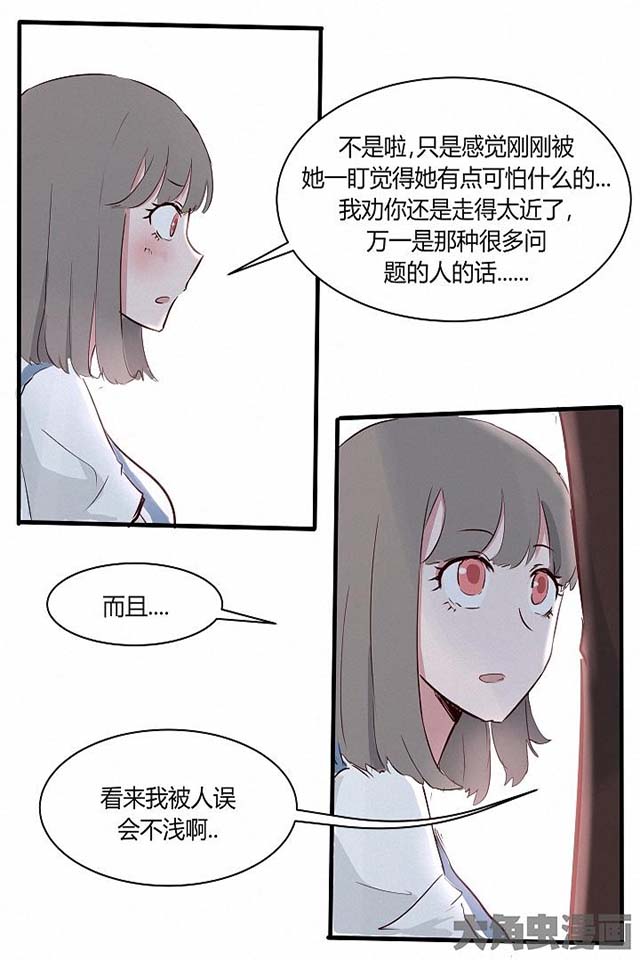 不是啦，只是感觉刚刚被
她一盯觉得她有点可怕什么的...
我劝你还是走得太近了，
万一是那种很多问
题的人的话......
而且....
看来我被人误
会不浅啊..
大角虫漫画